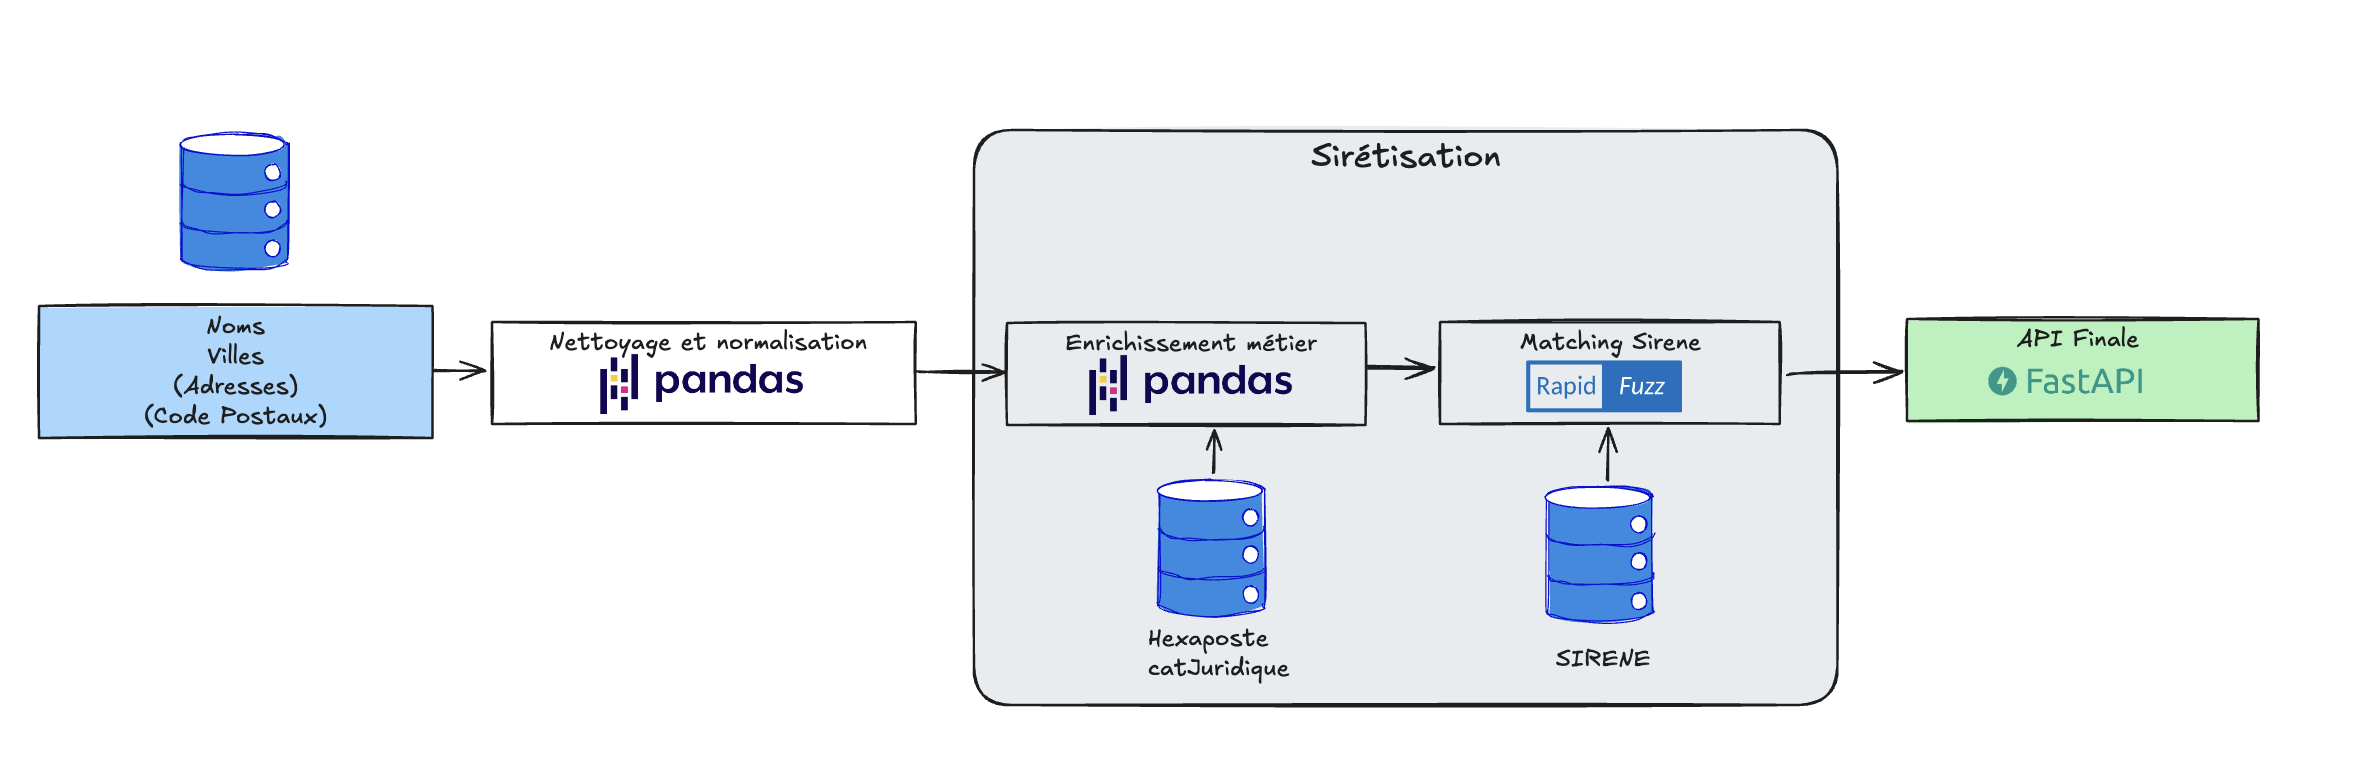 Sirétisation
Noms
Villes
(Adresses)
(Code Postaux)
Nettoyage et normalisation
pandas
Enrichissement métier
pandas
Matching Sirene
Rapid Fuzz
API Finale
FastAPI
Hexaposte
catJuridique
SIRENE